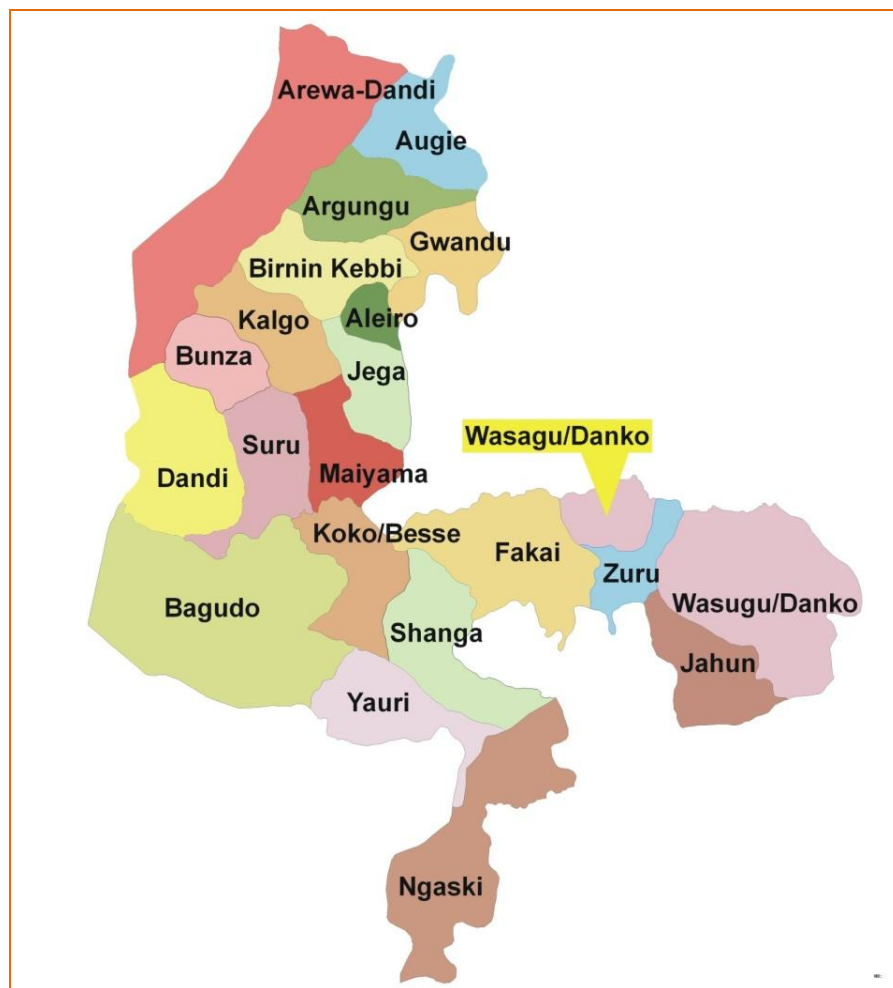 Arewa-Dandi
Augie
Argungu
Gwandu
Birnin Kebbi
Kalgo
Aleiro
Bunza
Jega
Wasagu/Danko
Suru
Dandi
Maiyama
Koko/Besse
Fakai
Zuru
Bagudo
Wasugu/Danko
Shanga
Jahun
Yauri
Ngaski